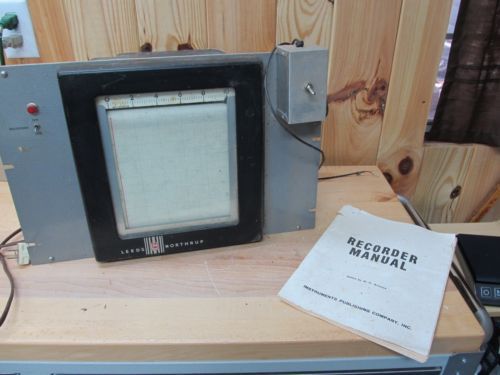 LEEDS NORTHRUP
RECORDER
MANUAL
INSTRUMENTS PUBLISHING COMPANY, INC.